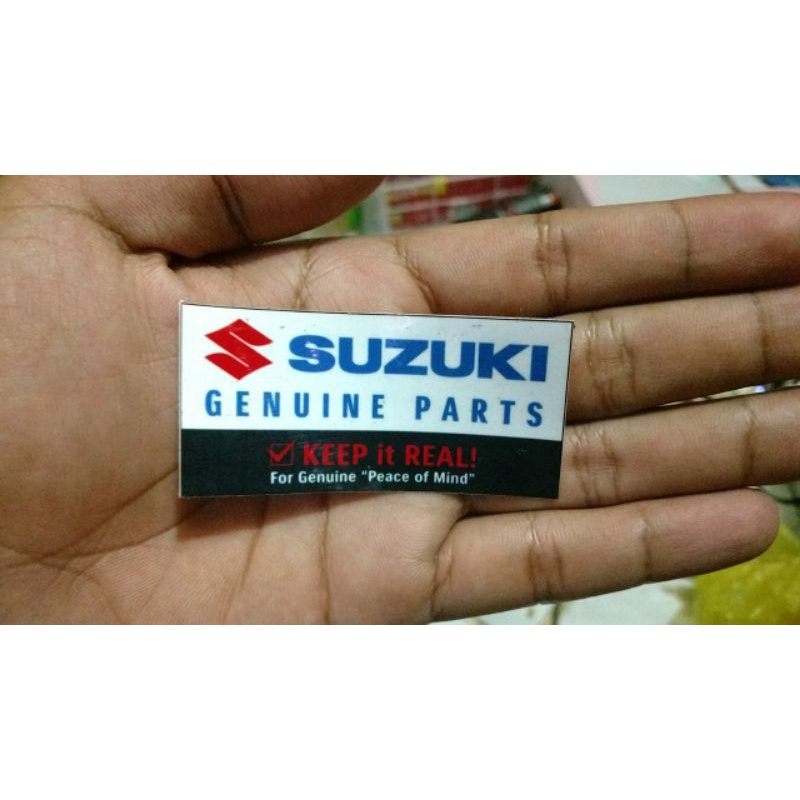 SUZUKI
GENUINE PARTS
KEEP it REAL!
For Genuine "Peace of Mind"